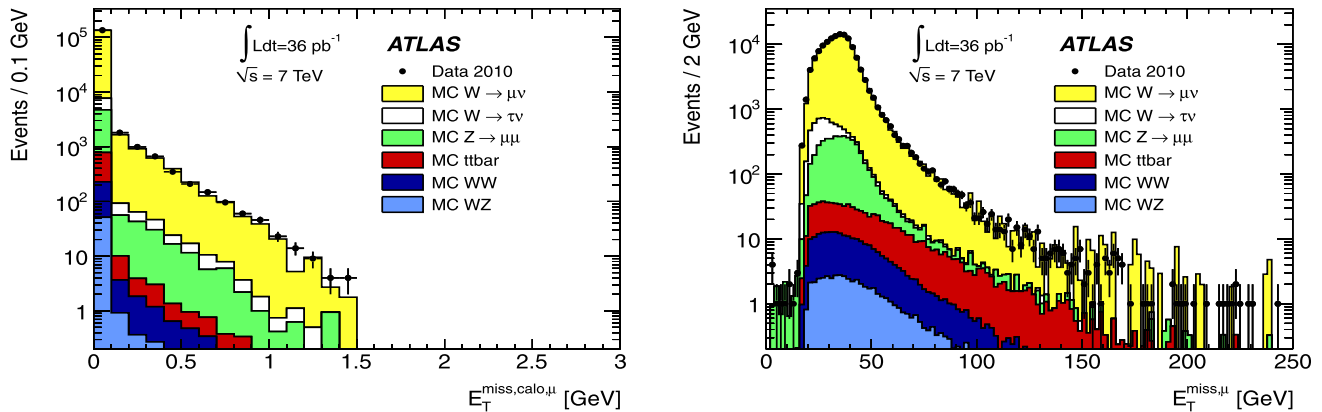 Events / 0.1 GeV
10⁵
10⁴
10³
10²
10
1
∫Ldt=36 pb⁻¹
√s = 7 TeV
ATLAS
Data 2010
MC W → μν
MC W → τν
MC Z → μμ
MC ttbar
MC WW
MC WZ
0 0.5 1 1.5 2 2.5 3
E_T^miss,calo,μ [GeV]
Events / 2 GeV
10⁴
10³
10²
10
1
∫Ldt=36 pb⁻¹
√s = 7 TeV
ATLAS
Data 2010
MC W → μν
MC W → τν
MC Z → μμ
MC ttbar
MC WW
MC WZ
0 50 100 150 200 250
E_T^miss,μ [GeV]